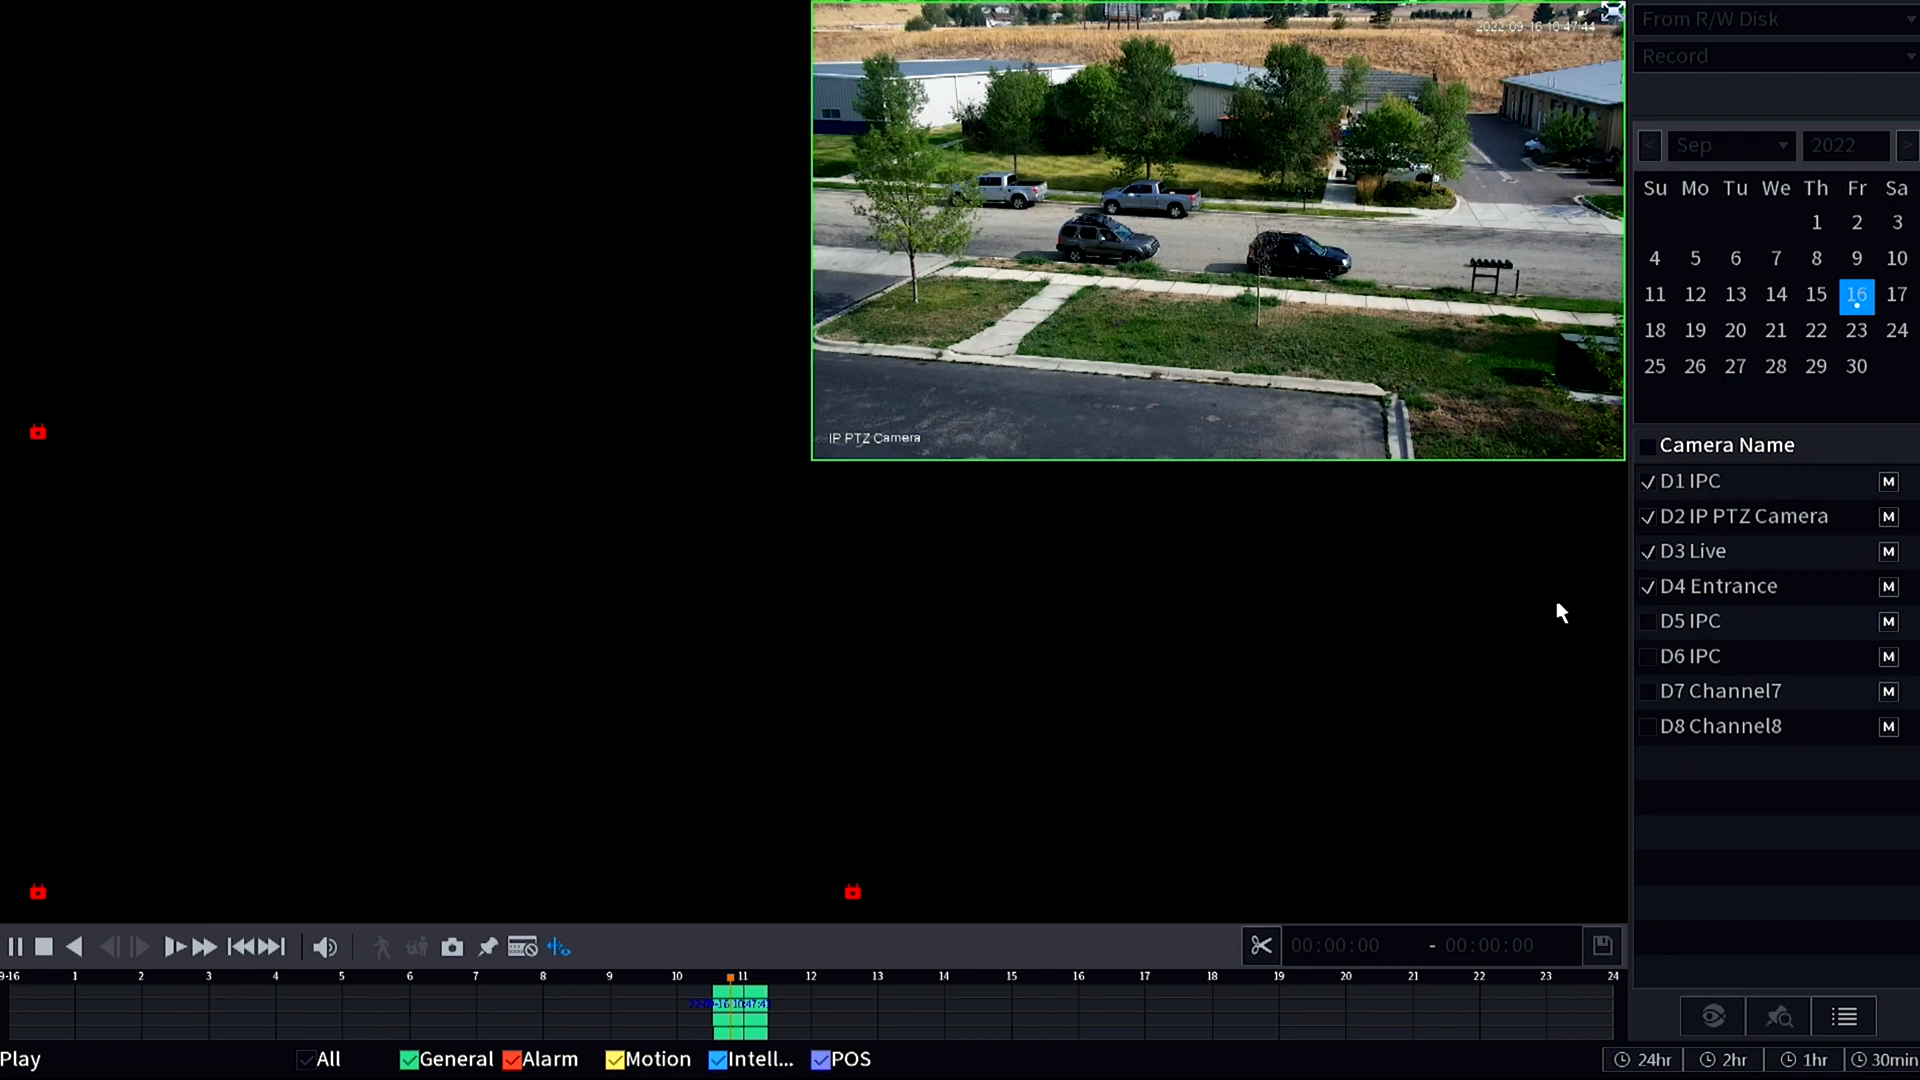 2022-09-16 10:47:44
IP PTZ Camera
From R/W Disk
Record
< Sep 2022 >
Su Mo Tu We Th Fr Sa
1 2 3
4 5 6 7 8 9 10
11 12 13 14 15 16 17
18 19 20 21 22 23 24
25 26 27 28 29 30
Camera Name
D1 IPC M
D2 IP PTZ Camera M
D3 Live M
D4 Entrance M
D5 IPC M
D6 IPC M
D7 Channel7 M
D8 Channel8 M
00:00:00 - 00:00:00
9-16 1 2 3 4 5 6 7 8 9 10 11 12 13 14 15 16 17 18 19 20 21 22 23 24
Play All General Alarm Motion Intell... POS
24hr 2hr 1hr 30min